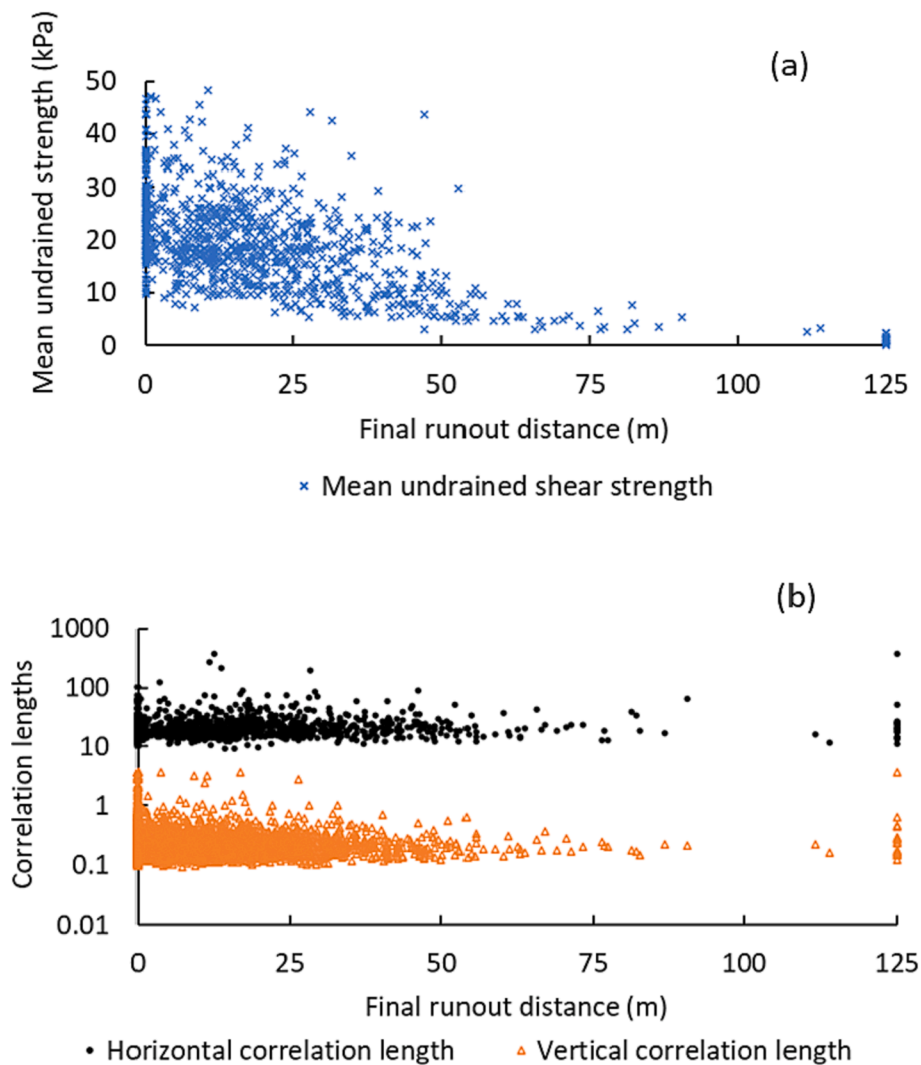 (a)
Mean undrained strength (kPa)
50
40
30
20
10
0
0 25 50 75 100 125
Final runout distance (m)
× Mean undrained shear strength
(b)
Correlation lengths
1000
100
10
1
0.1
0.01
0 25 50 75 100 125
Final runout distance (m)
• Horizontal correlation length △ Vertical correlation length